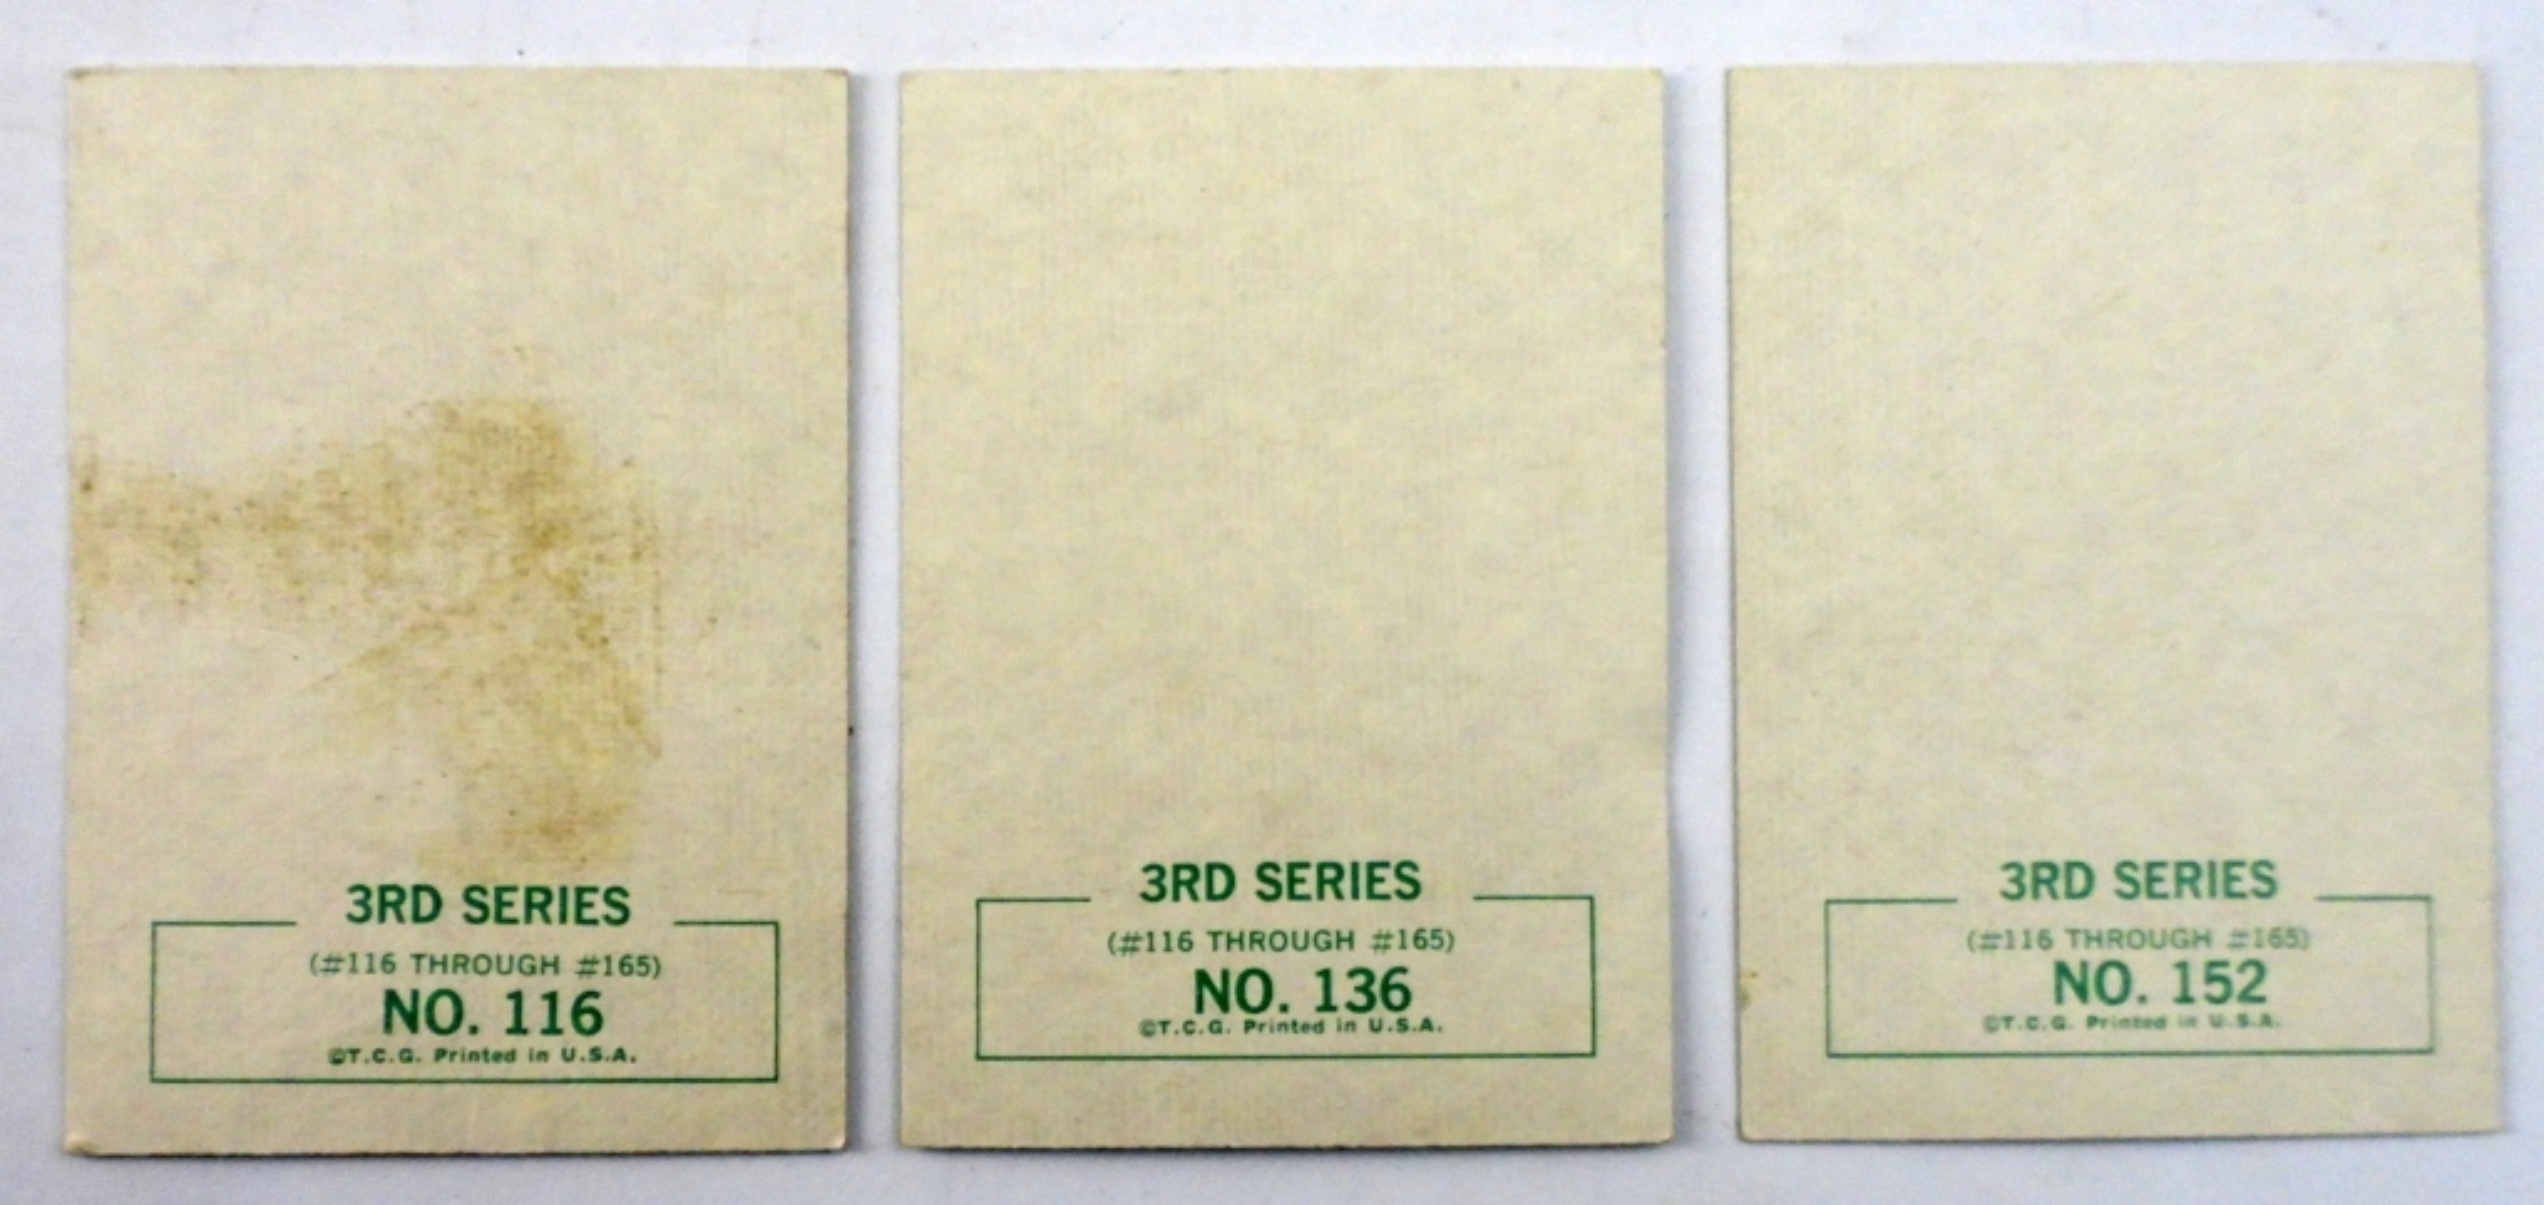 3RD SERIES
(#116 THROUGH #165)
NO. 116
©T.C.G. Printed in U.S.A.
3RD SERIES
(#116 THROUGH #165)
NO. 136
©T.C.G. Printed in U.S.A.
3RD SERIES
(#116 THROUGH #165)
NO. 152
©T.C.G. Printed in U.S.A.